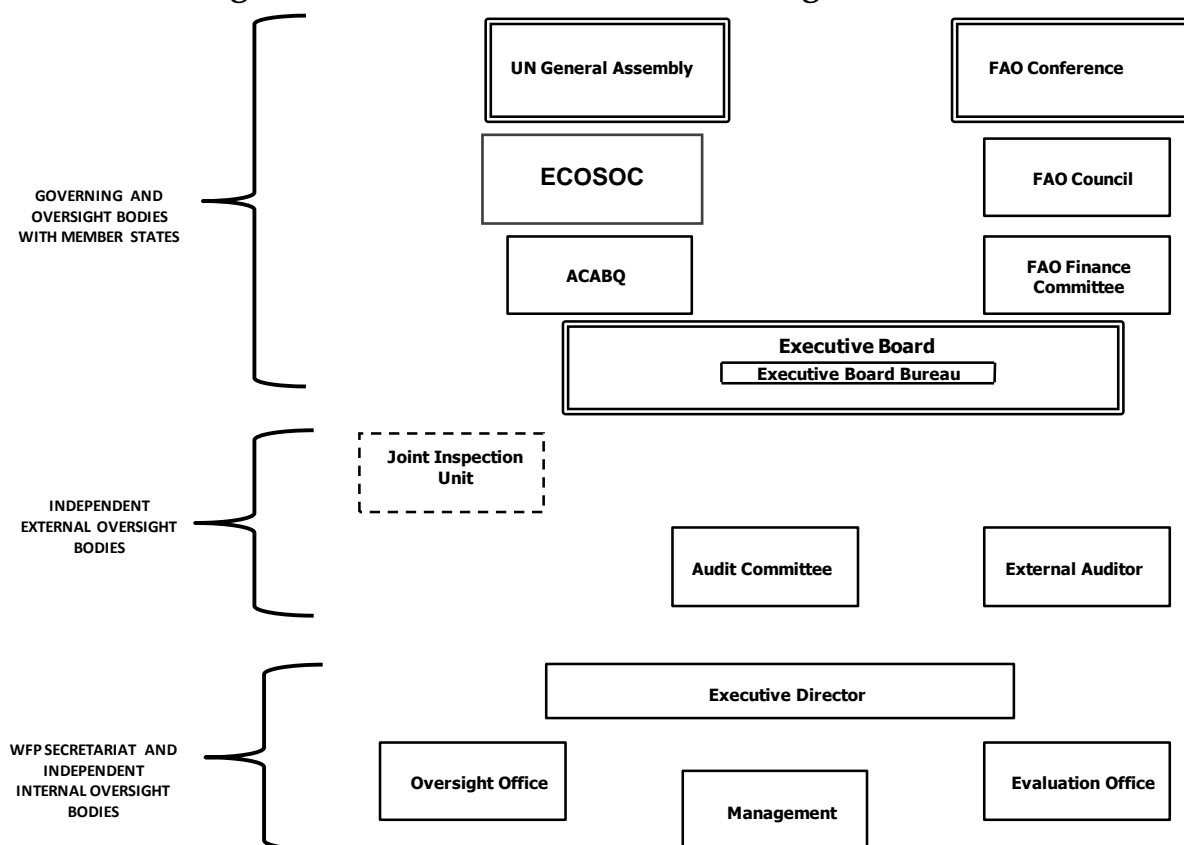 UN General Assembly
FAO Conference
ECOSOC
FAO Council
GOVERNING AND
OVERSIGHT BODIES
WITH MEMBER STATES
ACABQ
FAO Finance
Committee
Executive Board
Executive Board Bureau
Joint Inspection
Unit
INDEPENDENT
EXTERNAL OVERSIGHT
BODIES
Audit Committee
External Auditor
Executive Director
WFP SECRETARIAT AND
INDEPENDENT
INTERNAL OVERSIGHT
BODIES
Oversight Office
Management
Evaluation Office